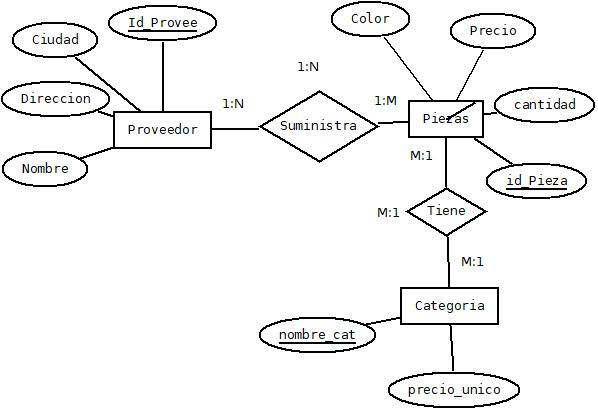 Color
Id_Provee
Precio
Ciudad
1:N
Direccion
1:N
1:M
cantidad
Proveedor
Suministra
Piezas
M:1
Nombre
id_Pieza
M:1
Tiene
M:1
Categoria
nombre_cat
precio_unico